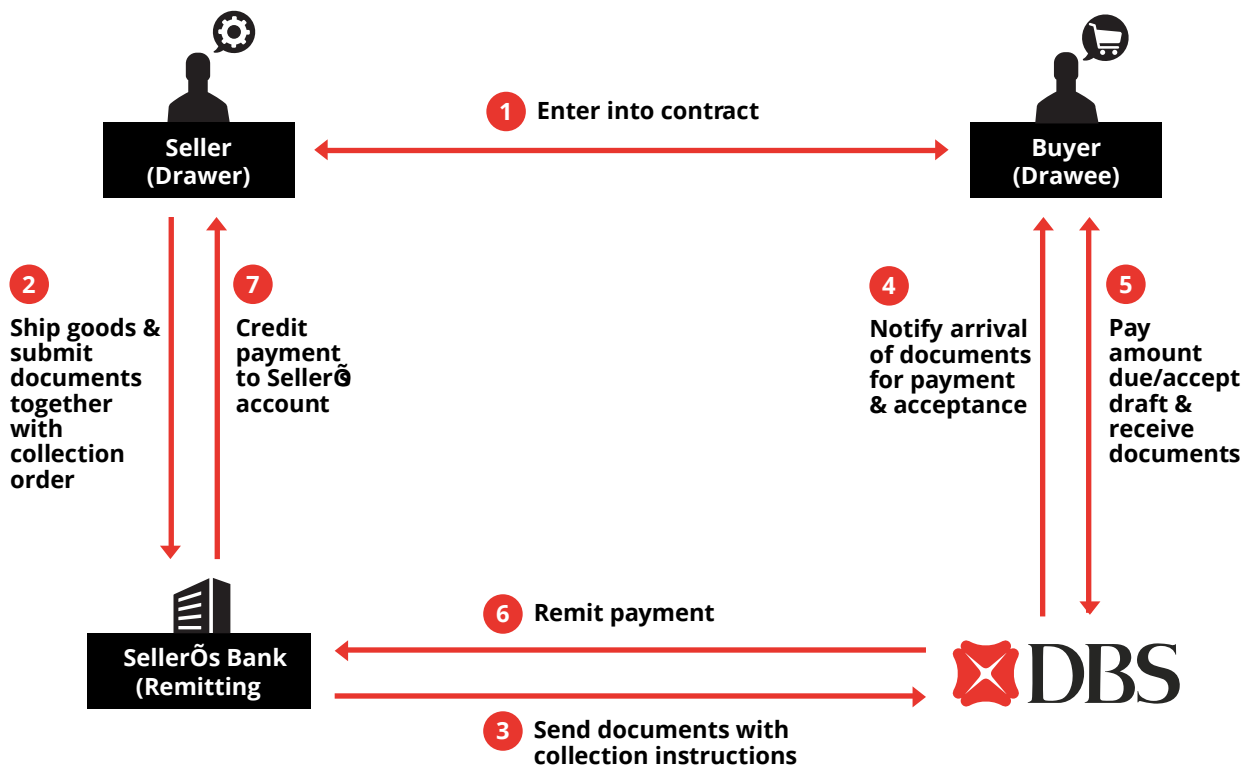 1 Enter into contract
Seller
(Drawer)
Buyer
(Drawee)
2
Ship goods &
submit
documents
together
with
collection
order
7
Credit
payment
to SellerÕs
account
4
Notify arrival
of documents
for payment
& acceptance
5
Pay
amount
due/accept
draft &
receive
documents
6 Remit payment
SellerÕs Bank
(Remitting
DBS
3 Send documents with
collection instructions